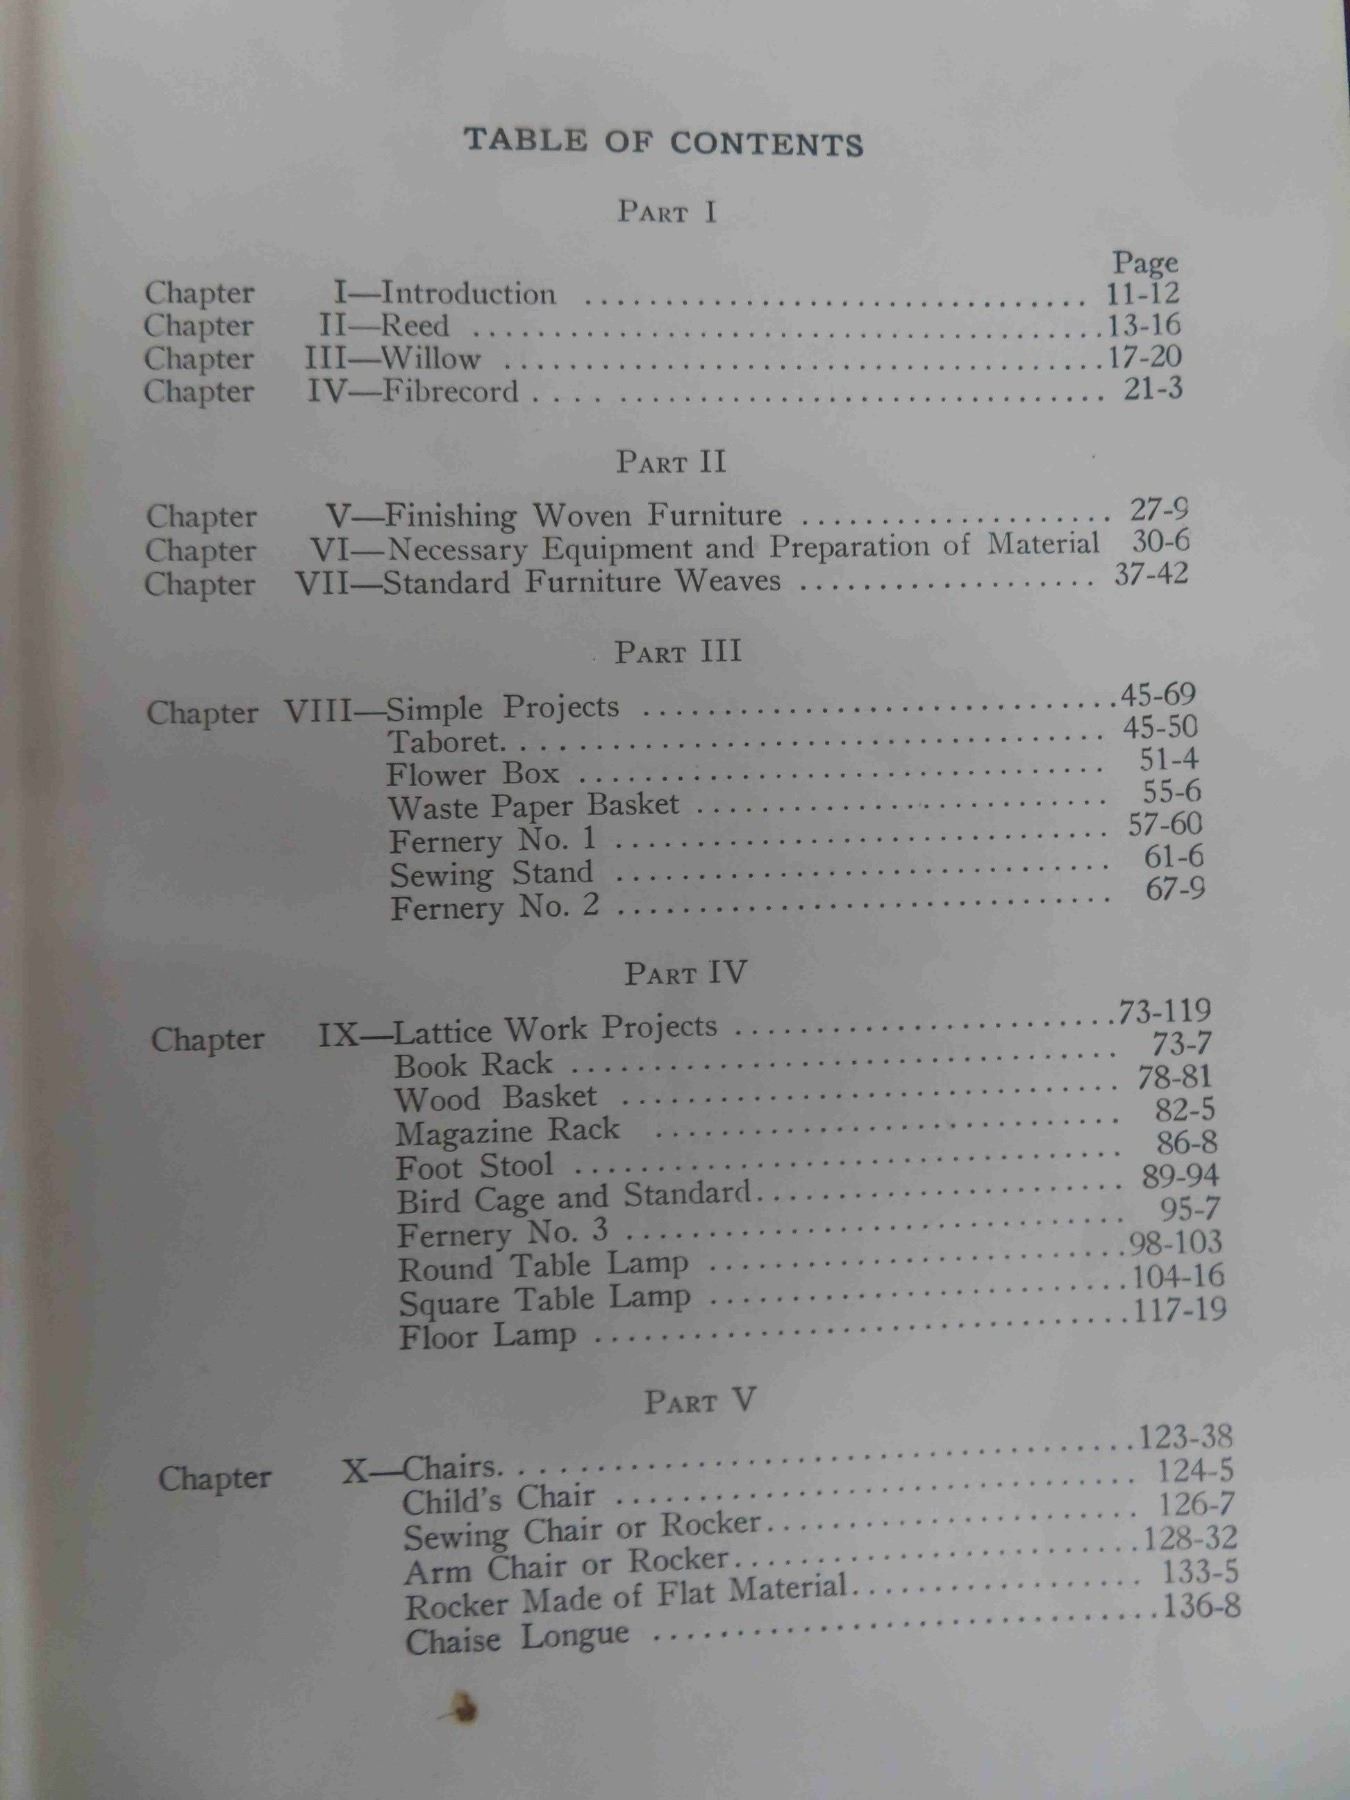 TABLE OF CONTENTS
PART I
Page
Chapter I—Introduction ................................ 11-12
Chapter II—Reed ........................................ 13-16
Chapter III—Willow ...................................... 17-20
Chapter IV—Fibrecord .... ............................... 21-3
PART II
Chapter V—Finishing Woven Furniture .................... 27-9
Chapter VI—Necessary Equipment and Preparation of Material 30-6
Chapter VII—Standard Furniture Weaves ................... 37-42
PART III
Chapter VIII—Simple Projects .............................. 45-69
Taboret...................................... 45-50
Flower Box ................................. 51-4
Waste Paper Basket .......................... 55-6
Fernery No. 1 ............................... 57-60
Sewing Stand ............................... 61-6
Fernery No. 2 ............................... 67-9
PART IV
Chapter IX—Lattice Work Projects ........................ 73-119
Book Rack .................................. 73-7
Wood Basket ............................... 78-81
Magazine Rack ............................. 82-5
Foot Stool .................................. 86-8
Bird Cage and Standard....................... 89-94
Fernery No. 3 ............................... 95-7
Round Table Lamp .......................... 98-103
Square Table Lamp .......................... 104-16
Floor Lamp ................................. 117-19
PART V
Chapter X—Chairs........................................ 123-38
Child's Chair ................................. 124-5
Sewing Chair or Rocker........................ 126-7
Arm Chair or Rocker.......................... 128-32
Rocker Made of Flat Material................... 133-5
Chaise Longue ................................ 136-8